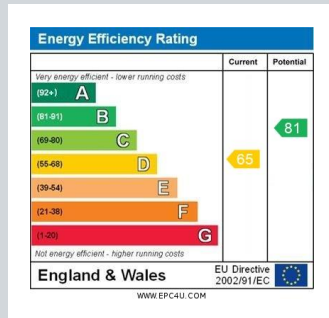 Energy Efficiency Rating
Current Potential
Very energy efficient - lower running costs
(92+) A
(81-91) B
81
(69-80) C
(55-68) D
65
(39-54) E
(21-38) F
(1-20) G
Not energy efficient - higher running costs
England & Wales
EU Directive
2002/91/EC
WWW.EPC4U.COM